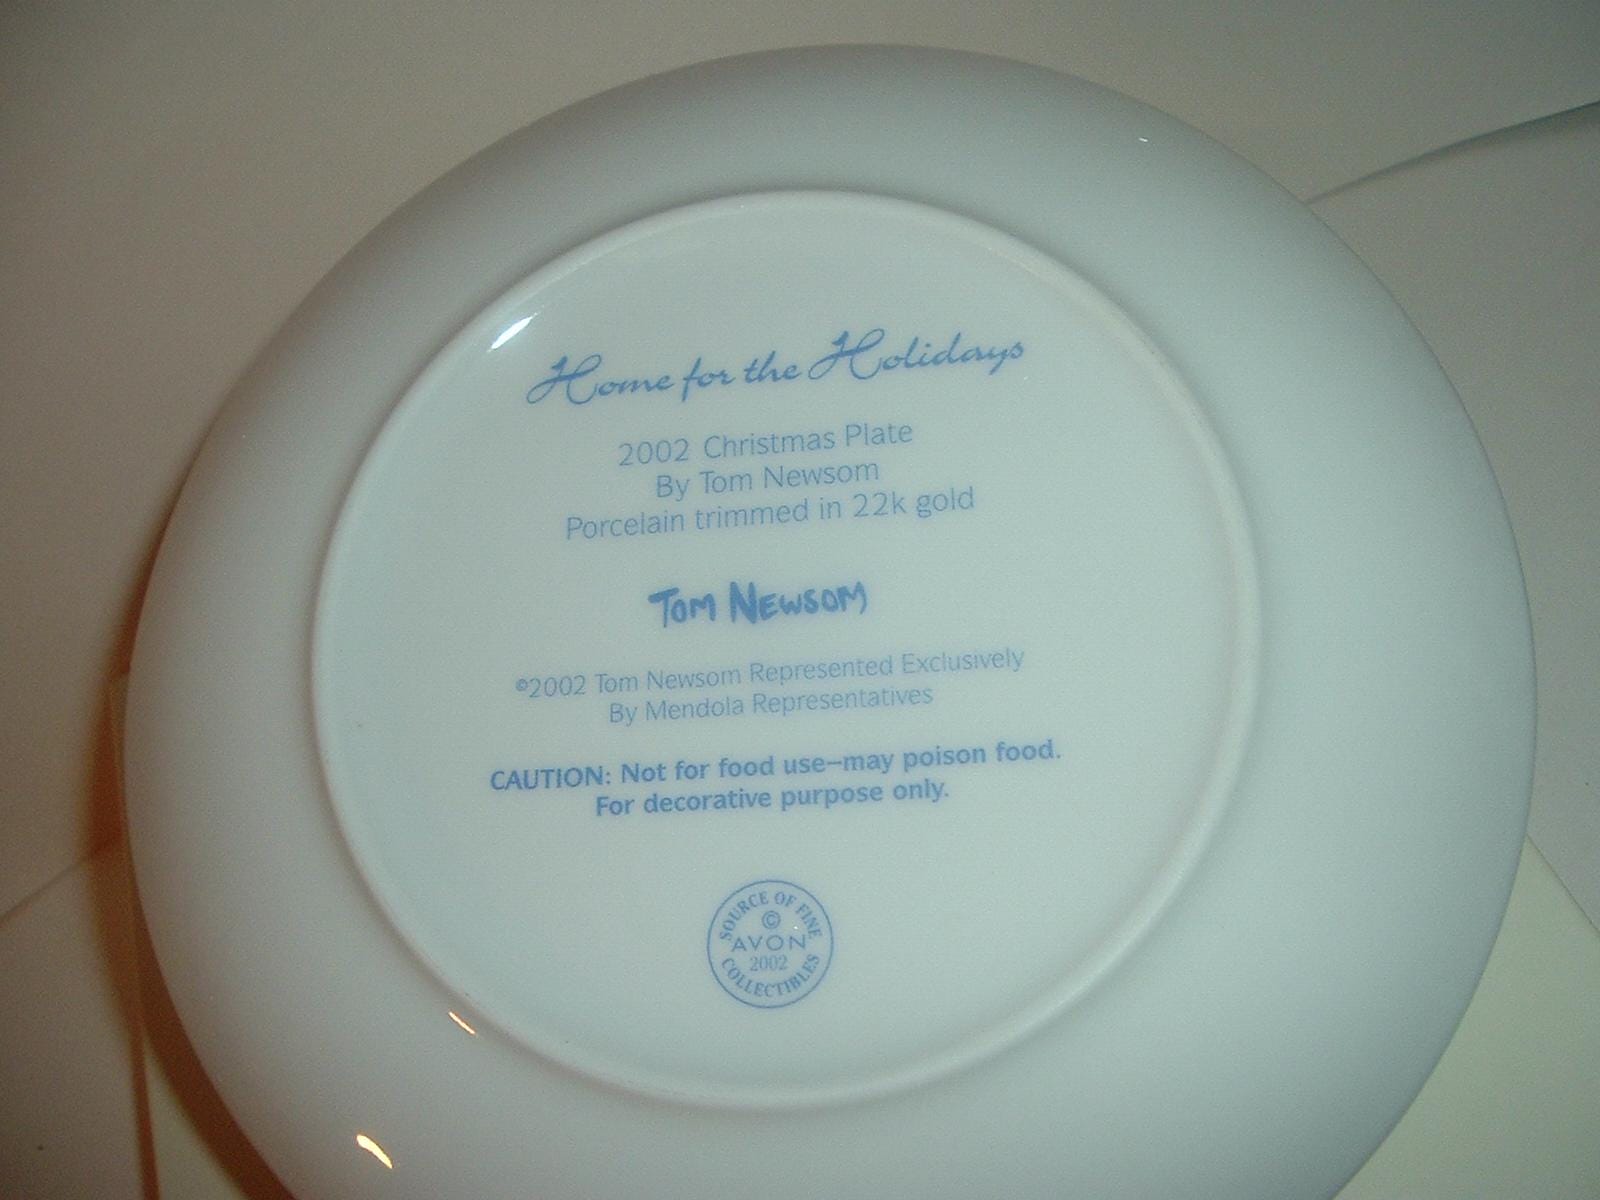 Home for the Holidays
2002 Christmas Plate
By Tom Newsom
Porcelain trimmed in 22k gold
Tom Newsom
©2002 Tom Newsom Represented Exclusively
By Mendola Representatives
CAUTION: Not for food use–may poison food.
For decorative purpose only.
SOURCE OF FINE
©
AVON
2002
COLLECTIBLES